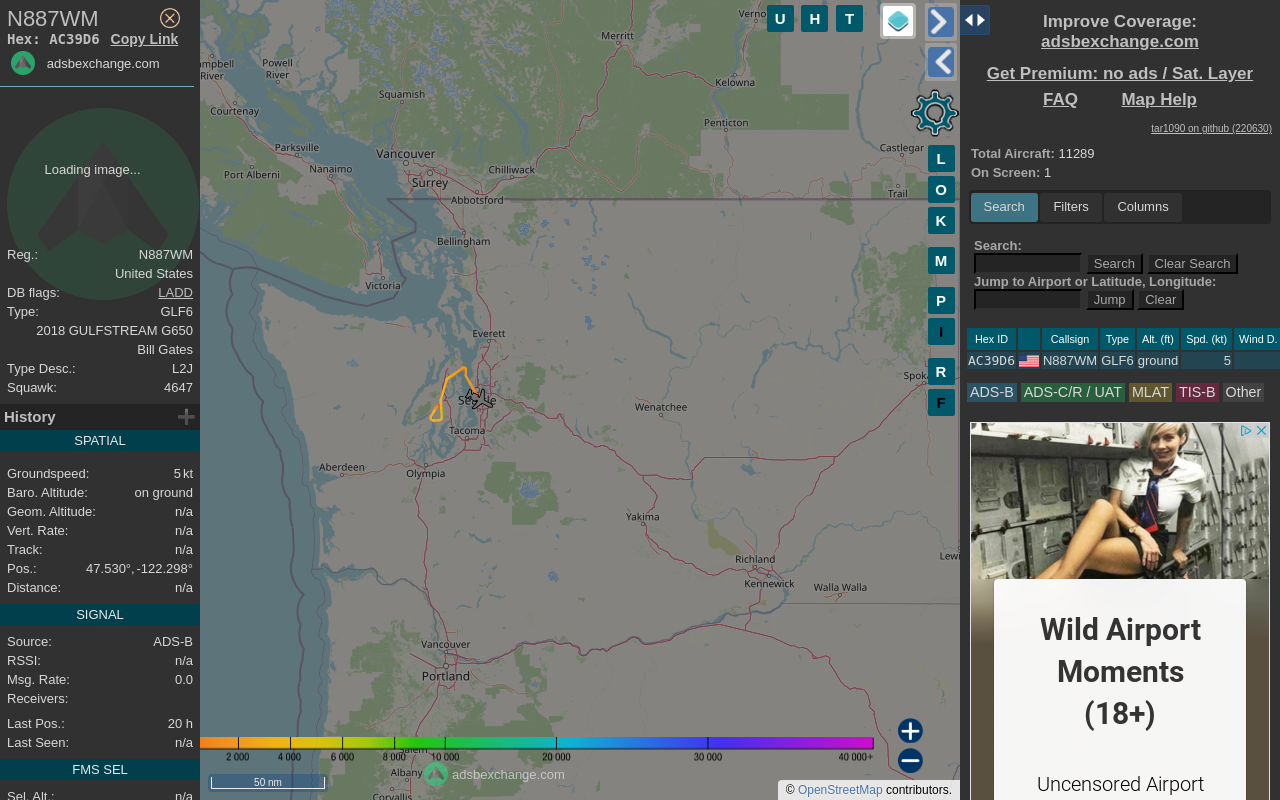 N887WM
Hex: AC39D6 Copy Link
adsbexchange.com
Loading image...
Reg.: N887WM
United States
DB flags: LADD
Type: GLF6
2018 GULFSTREAM G650
Bill Gates
Type Desc.: L2J
Squawk: 4647
History
SPATIAL
Groundspeed: 5 kt
Baro. Altitude: on ground
Geom. Altitude: n/a
Vert. Rate: n/a
Track: n/a
Pos.: 47.530°, -122.298°
Distance: n/a
SIGNAL
Source: ADS-B
RSSI: n/a
Msg. Rate: 0.0
Receivers:
Last Pos.: 20 h
Last Seen: n/a
FMS SEL
Sel. Alt.: n/a
U H T
L
O
K
M
P
I
R
F
Merritt
Powell
River
River
Squamish
Kelowna
Courtenay
Penticton
Parksville
Vancouver
Castlegar
Port Alberni
Nanaimo
Chilliwack
Surrey
Abbotsford
Trail
Bellingham
Victoria
Everett
Wenatchee
Tacoma
Aberdeen
Olympia
Yakima
Richland
Kennewick
Walla Walla
Vancouver
Portland
Albany
Corvallis
2 000 4 000 6 000 8 000 10 000 20 000 30 000 40 000+
50 nm
adsbexchange.com
© OpenStreetMap contributors.
Improve Coverage:
adsbexchange.com
Get Premium: no ads / Sat. Layer
FAQ Map Help
tar1090 on github (220630)
Total Aircraft: 11289
On Screen: 1
Search Filters Columns
Search:
Search Clear Search
Jump to Airport or Latitude, Longitude:
Jump Clear
Hex ID Callsign Type Alt. (ft) Spd. (kt) Wind D.
AC39D6 N887WM GLF6 ground 5
ADS-B ADS-C/R / UAT MLAT TIS-B Other
Wild Airport
Moments
(18+)
Uncensored Airport